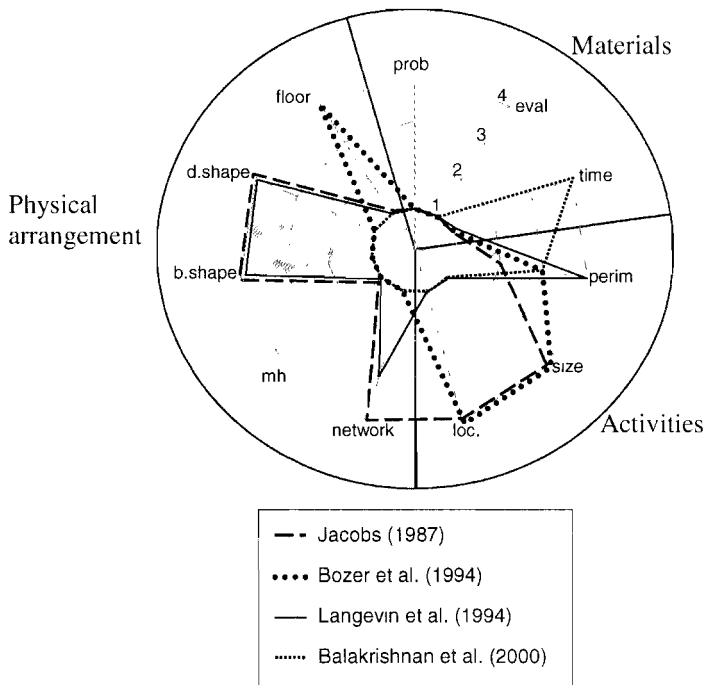 Materials
prob
4
eval
floor
3
d.shape
2
time
1
Physical
arrangement
b.shape
perim
mh
size
network
loc.
Activities
Jacobs (1987)
Bozer et al. (1994)
Langevin et al. (1994)
Balakrishnan et al. (2000)